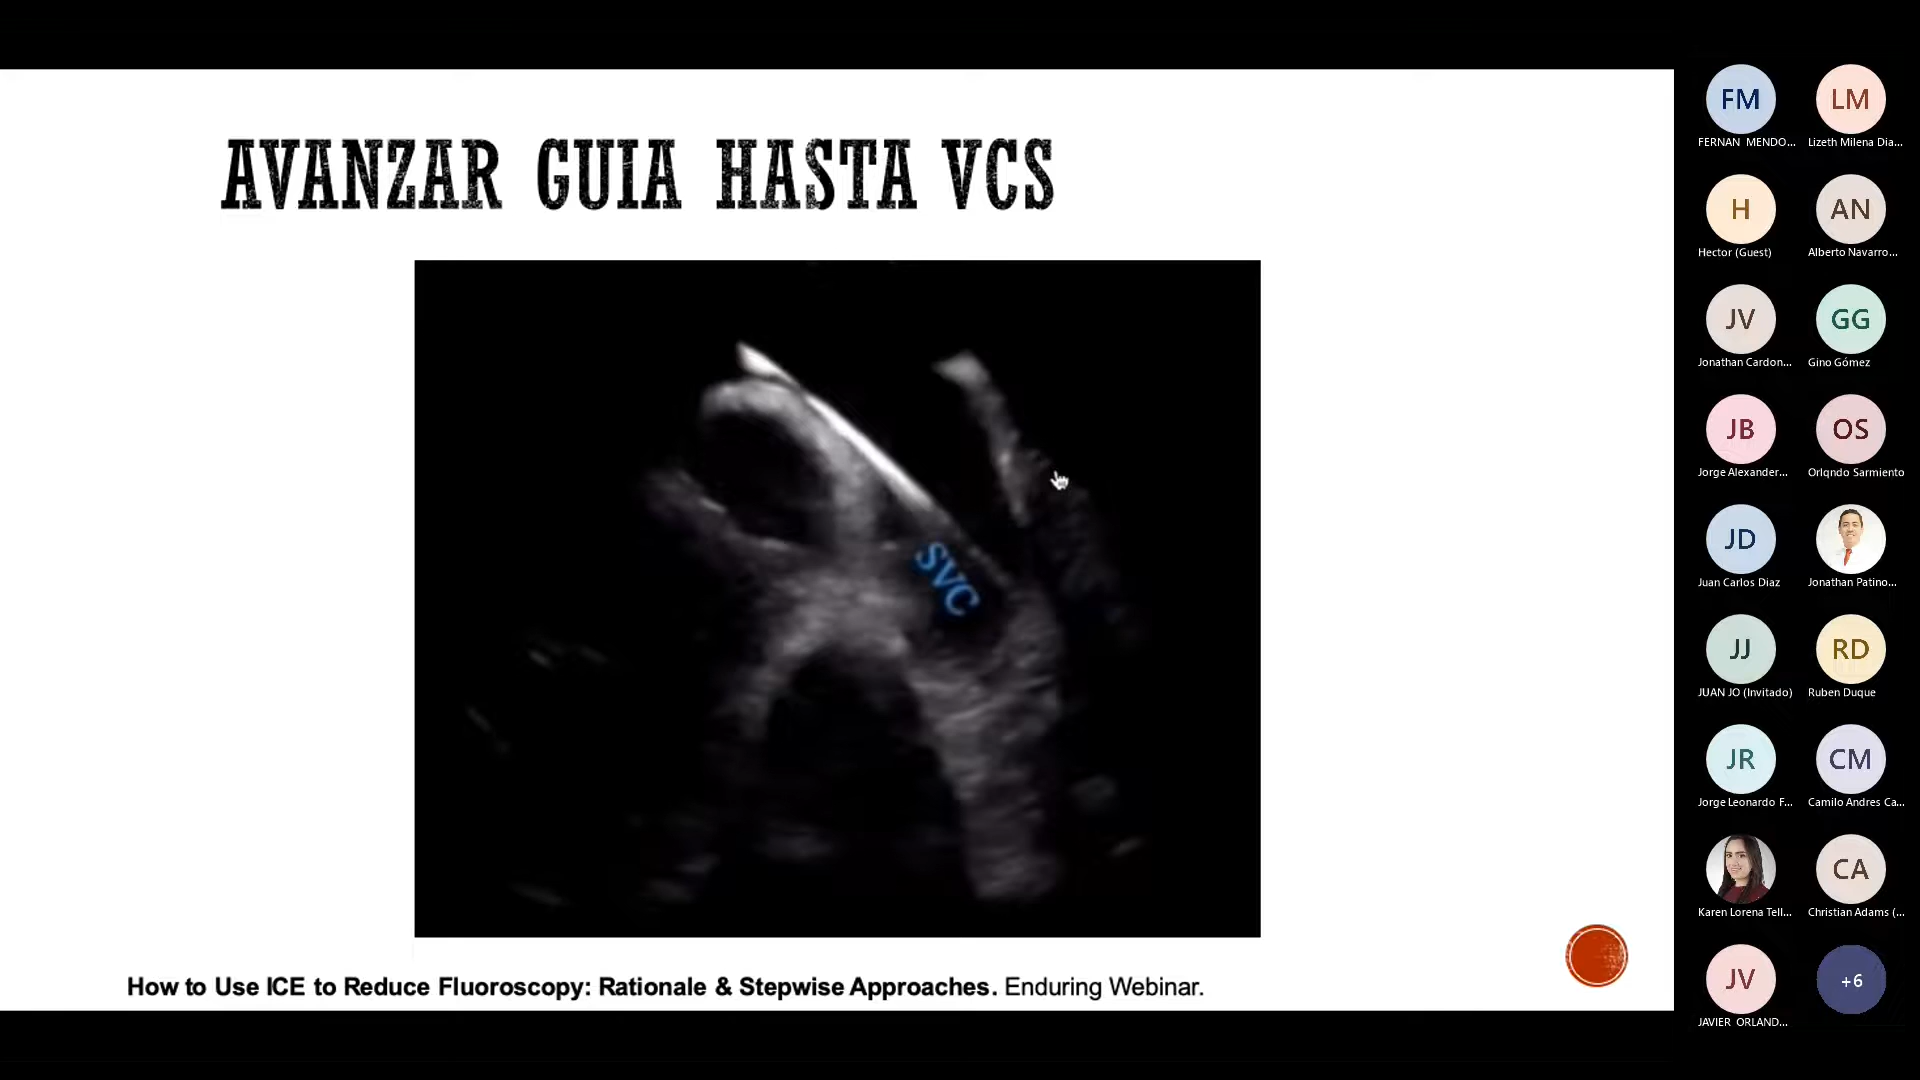 AVANZAR GUIA HASTA VCS
SVC
How to Use ICE to Reduce Fluoroscopy: Rationale & Stepwise Approaches. Enduring Webinar.
FM
FERNAN MENDO...
LM
Lizeth Milena Dia...
H
Hector (Guest)
AN
Alberto Navarro...
JV
Jonathan Cardon...
GG
Gino Gómez
JB
Jorge Alexander...
OS
Orlqndo Sarmiento
JD
Juan Carlos Diaz
Jonathan Patino...
JJ
JUAN JO (Invitado)
RD
Ruben Duque
JR
Jorge Leonardo F...
CM
Camilo Andres Ca...
Karen Lorena Tell...
CA
Christian Adams (...
JV
JAVIER ORLAND...
+6